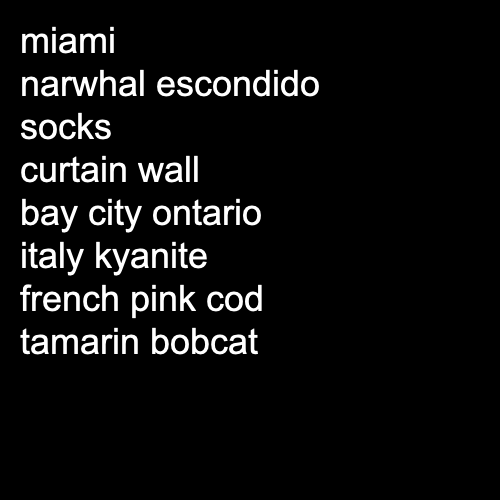 miami
narwhal escondido
socks
curtain wall
bay city ontario
italy kyanite
french pink cod
tamarin bobcat